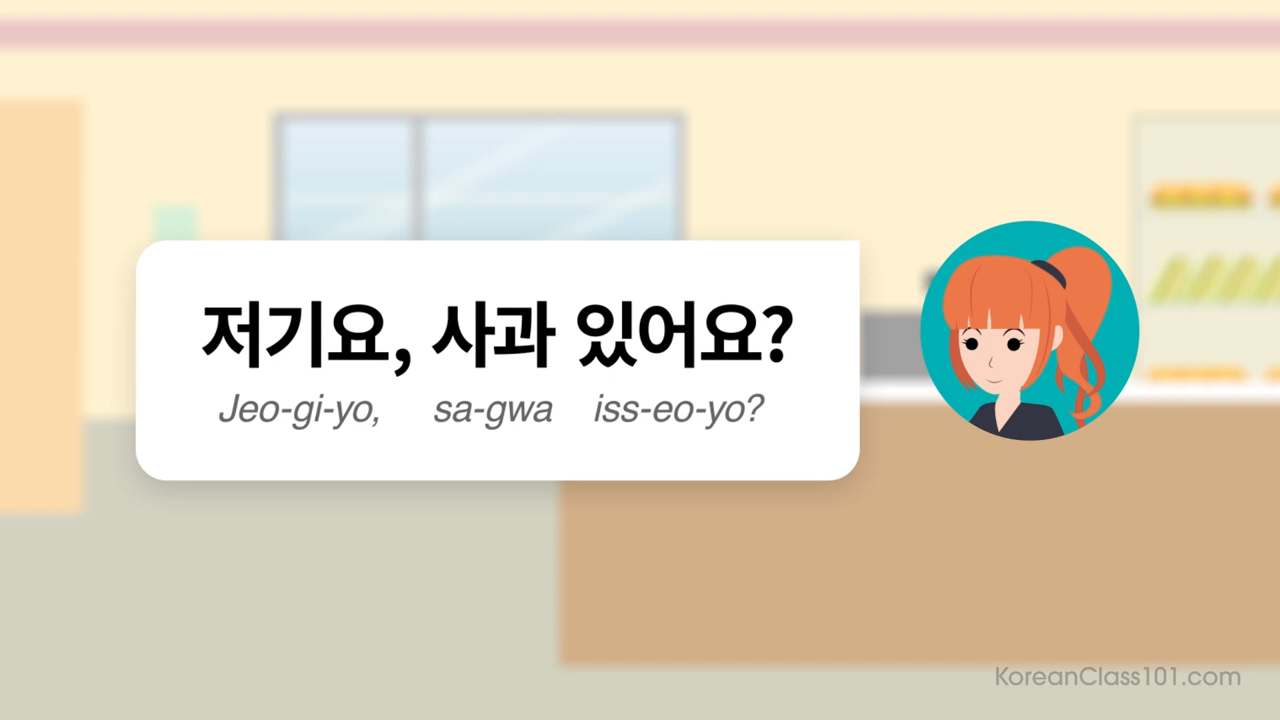 저기요, 사과 있어요?
Jeo-gi-yo, sa-gwa iss-eo-yo?
KoreanClass101.com